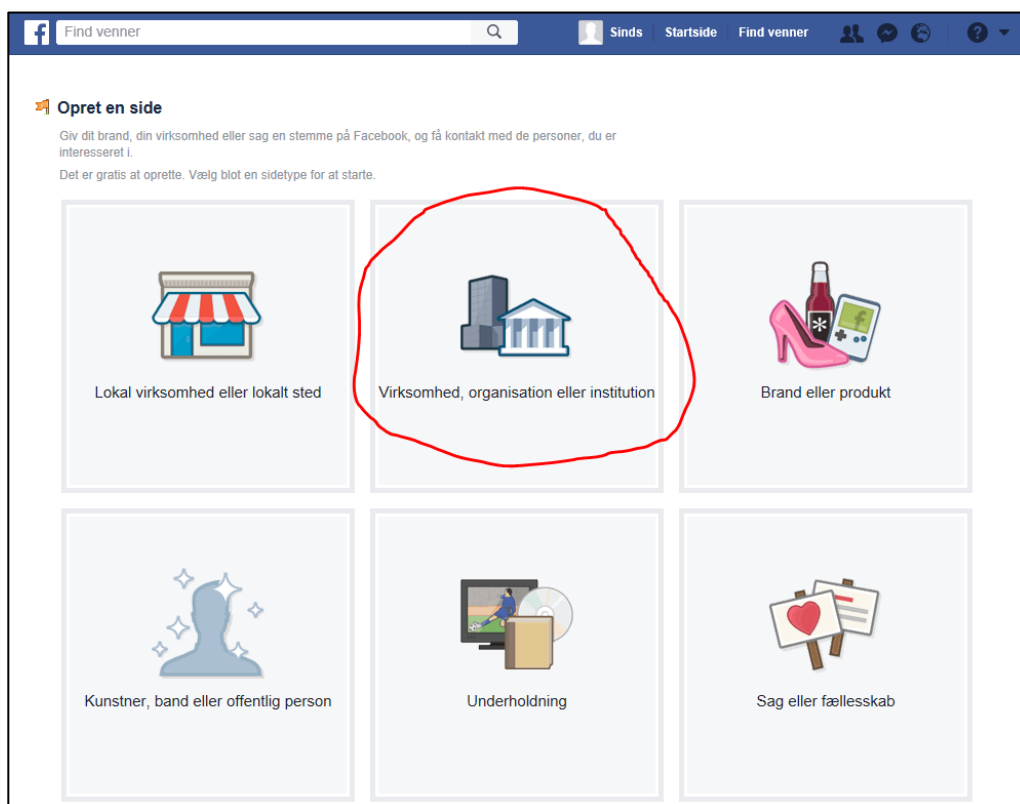 f
Find venner
Sinds
Startside
Find venner
?
Opret en side
Giv dit brand, din virksomhed eller sag en stemme på Facebook, og få kontakt med de personer, du er
interesseret i.
Det er gratis at oprette. Vælg blot en sidetype for at starte.
Lokal virksomhed eller lokalt sted
Virksomhed, organisation eller institution
Brand eller produkt
Kunstner, band eller offentlig person
Underholdning
Sag eller fællesskab